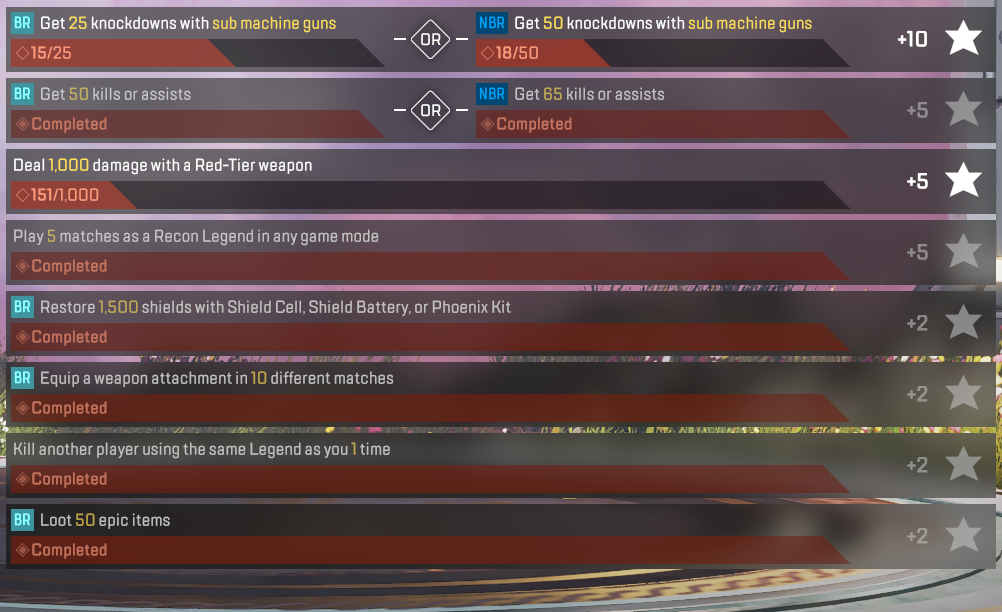 BR Get 25 knockdowns with sub machine guns
15/25
OR
NBR Get 50 knockdowns with sub machine guns
18/50
+10
BR Get 50 kills or assists
Completed
OR
NBR Get 65 kills or assists
Completed
+5
Deal 1,000 damage with a Red-Tier weapon
151/1,000
+5
Play 5 matches as a Recon Legend in any game mode
Completed
+5
BR Restore 1,500 shields with Shield Cell, Shield Battery, or Phoenix Kit
Completed
+2
BR Equip a weapon attachment in 10 different matches
Completed
+2
Kill another player using the same Legend as you 1 time
Completed
+2
BR Loot 50 epic items
Completed
+2